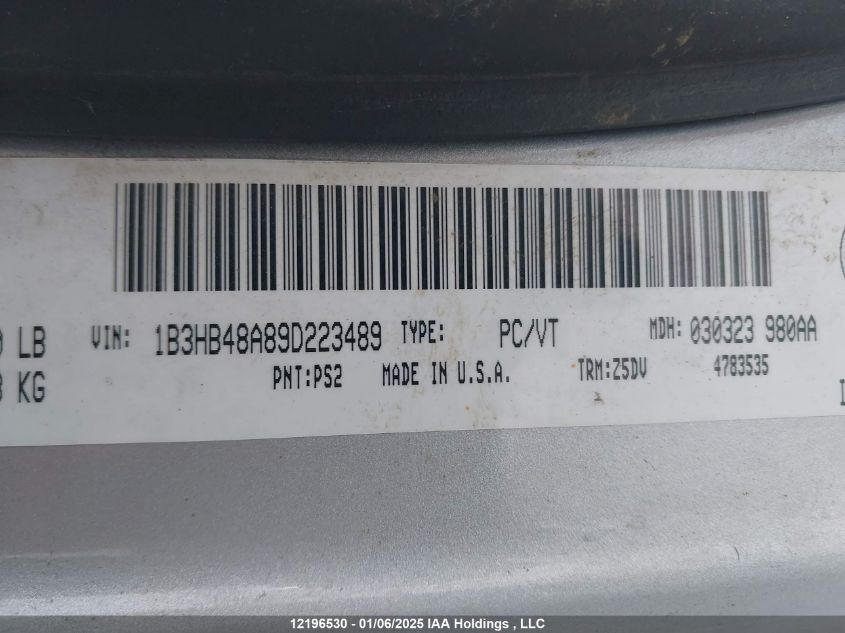 LB VIN: 1B3HB48A89D223489 TYPE: PC/VT MDH: 030323 980AA
KG PNT:PS2 MADE IN U.S.A. TRM:Z5DV 4783535
12196530 - 01/06/2025 IAA Holdings , LLC